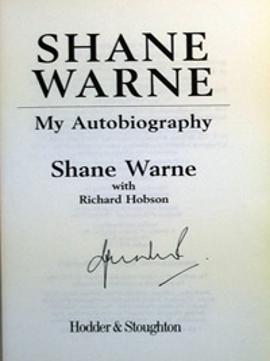 SHANE
WARNE
My Autobiography
Shane Warne
with
Richard Hobson
Hodder & Stoughton